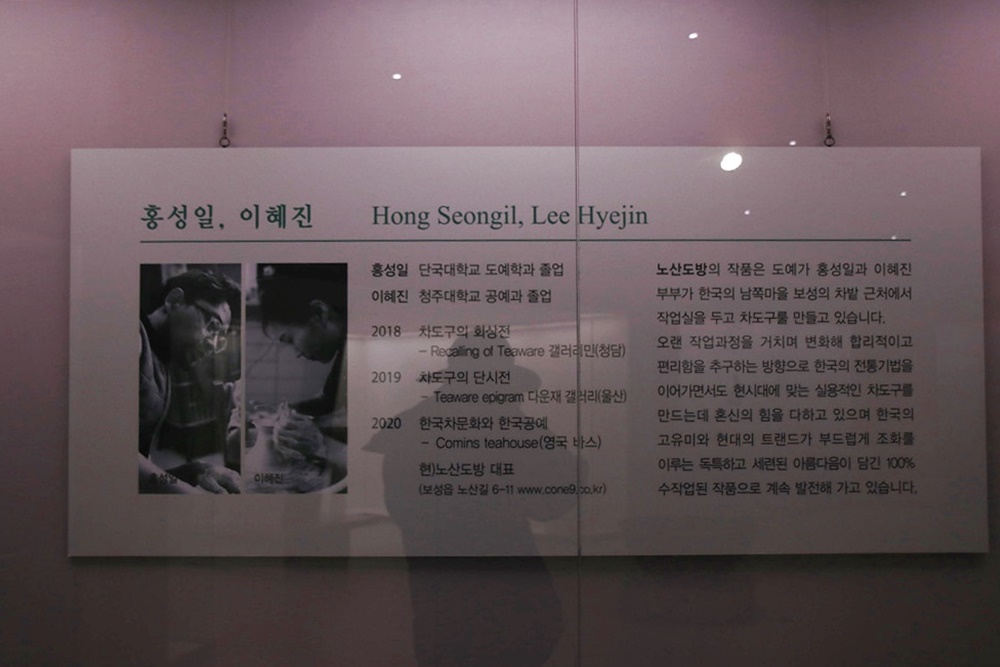 홍성일, 이혜진 Hong Seongil, Lee Hyejin
홍성일 단국대학교 도예학과 졸업
이혜진 청주대학교 공예과 졸업
2018 차도구의 회상전
– Recalling of Teaware 갤러리민(청담)
2019 차도구의 단시전
– Teaware epigram 다운재 갤러리(울산)
2020 한국차문화와 한국공예
– Comins teahouse(영국 바스)
현)노산도방 대표
(보성읍 노산길 6-11 www.cone9.co.kr)
홍성일
이혜진
노산도방의 작품은 도예가 홍성일과 이혜진
부부가 한국의 남쪽마을 보성의 차밭 근처에서
작업실을 두고 차도구를 만들고 있습니다.
오랜 작업과정을 거치며 변화해 합리적이고
편리함을 추구하는 방향으로 한국의 전통기법을
이어가면서도 현시대에 맞는 실용적인 차도구를
만드는데 혼신의 힘을 다하고 있으며 한국의
고유미와 현대의 트랜드가 부드럽게 조화를
이루는 독특하고 세련된 아름다움이 담긴 100%
수작업된 작품으로 계속 발전해 가고 있습니다.